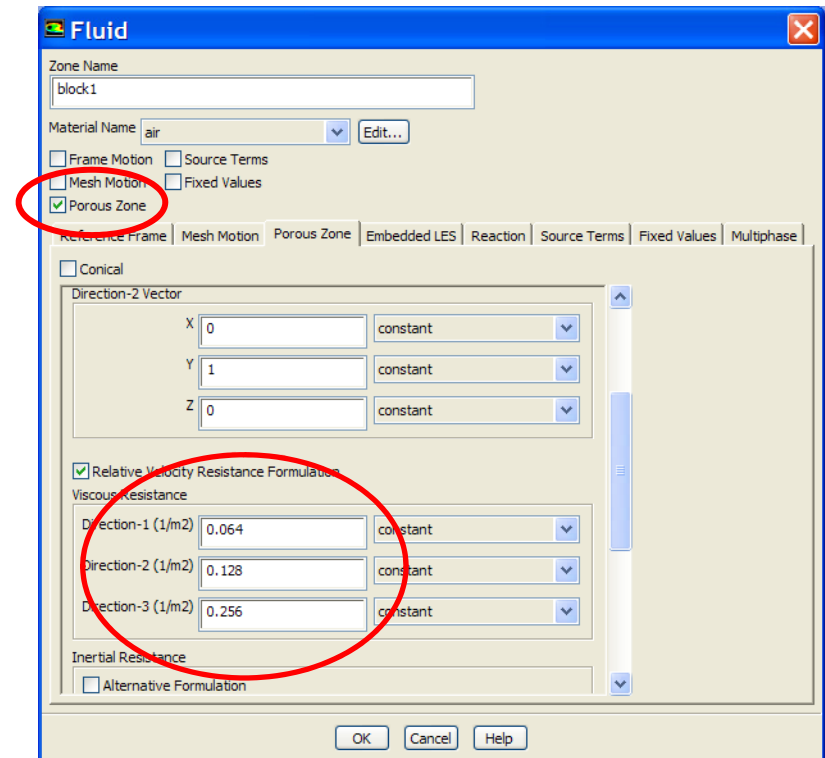 Fluid
Zone Name
block1
Material Name air Edit...
Frame Motion Source Terms
Mesh Motion Fixed Values
Porous Zone
Reference Frame Mesh Motion Porous Zone Embedded LES Reaction Source Terms Fixed Values Multiphase
Conical
Direction-2 Vector
X 0 constant
Y 1 constant
Z 0 constant
Relative Velocity Resistance Formulation
Viscous Resistance
Direction-1 (1/m2) 0.064 constant
Direction-2 (1/m2) 0.128 constant
Direction-3 (1/m2) 0.256 constant
Inertial Resistance
Alternative Formulation
OK Cancel Help